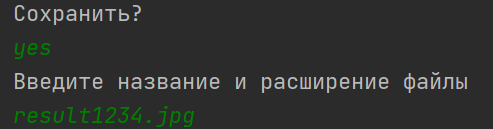 Сохранить?
yes
Введите название и расширение файлы
result1234.jpg